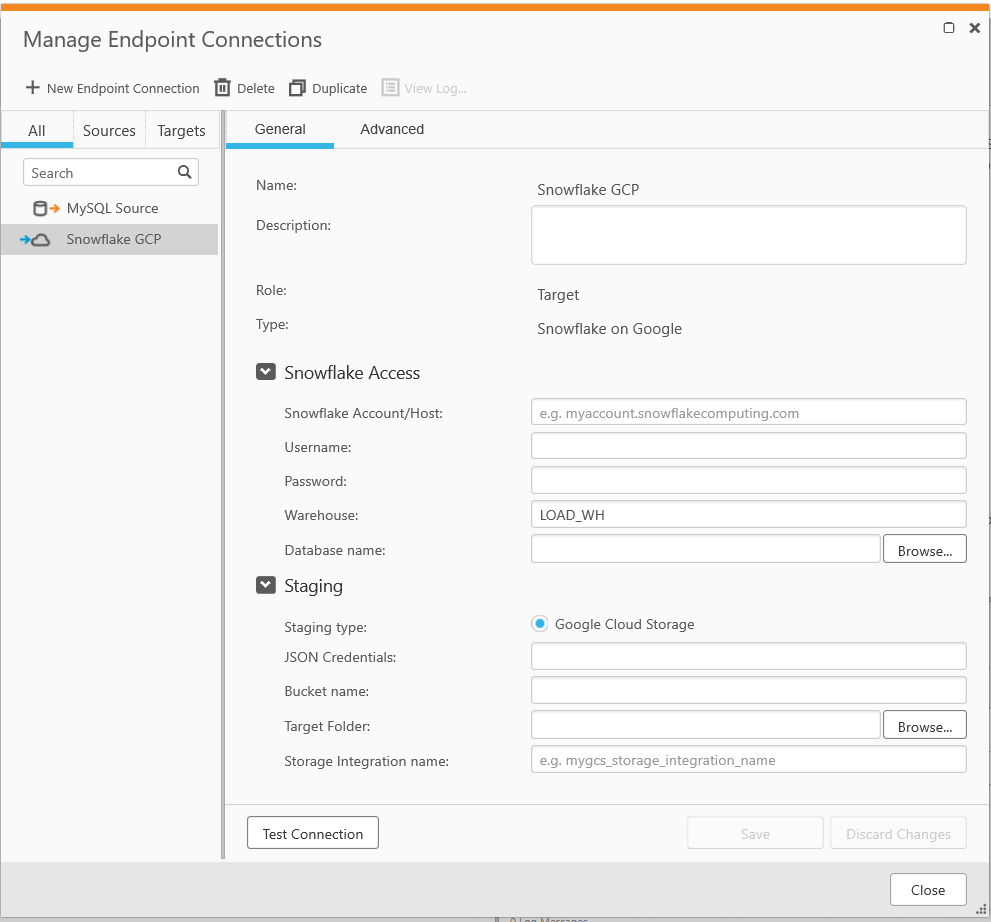 Manage Endpoint Connections
New Endpoint Connection Delete Duplicate View Log...
All Sources Targets General Advanced
Search
MySQL Source
Snowflake GCP
Name: Snowflake GCP
Description:
Role: Target
Type: Snowflake on Google
Snowflake Access
Snowflake Account/Host: e.g. myaccount.snowflakecomputing.com
Username:
Password:
Warehouse: LOAD_WH
Database name: Browse...
Staging
Staging type: Google Cloud Storage
JSON Credentials:
Bucket name:
Target Folder: Browse...
Storage Integration name: e.g. mygcs_storage_integration_name
Test Connection Save Discard Changes
Close
0 Log Messages